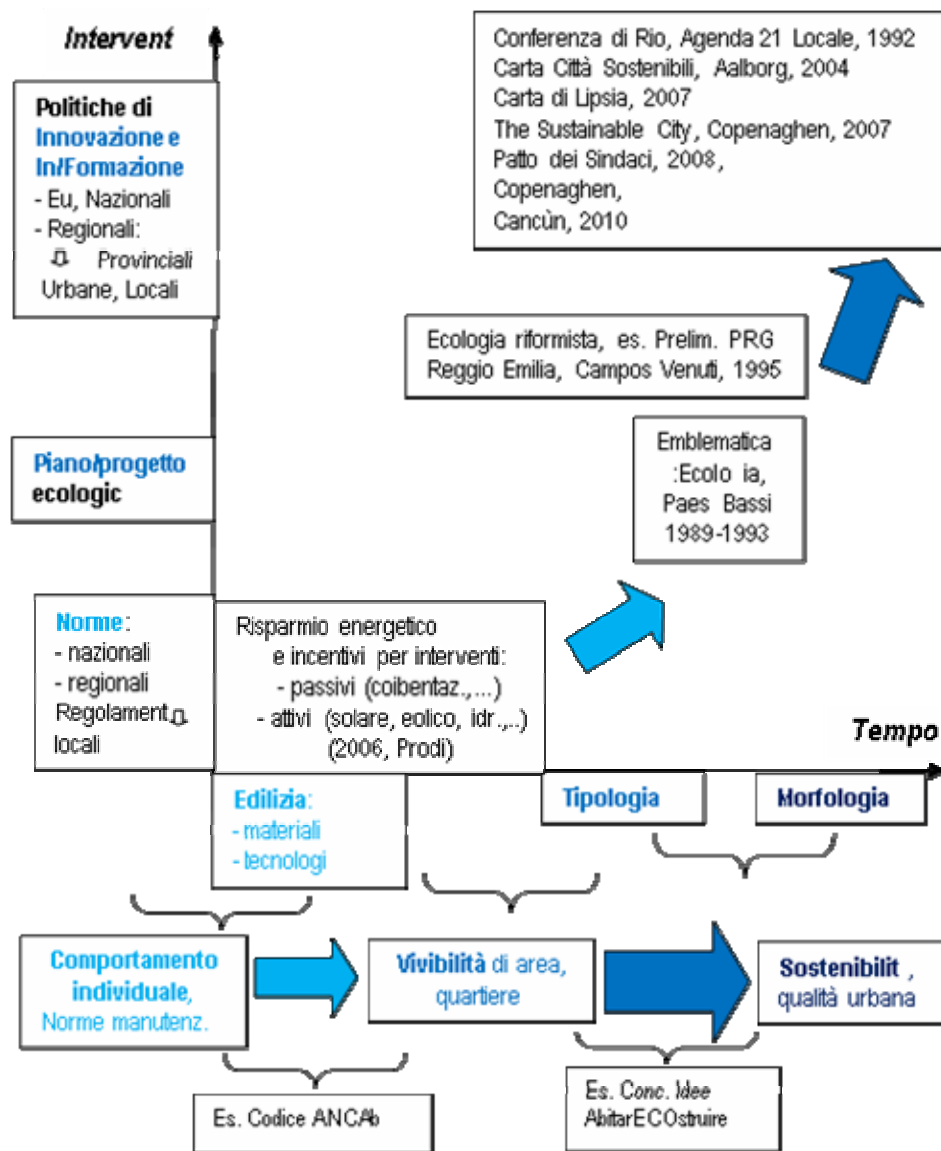 Intervent
Politiche di
Innovazione e
In/Formazione
- Eu, Nazionali
- Regionali:
Provinciali
Urbane, Locali
Conferenza di Rio, Agenda 21 Locale, 1992
Carta Città Sostenibili, Aalborg, 2004
Carta di Lipsia, 2007
The Sustainable City, Copenaghen, 2007
Patto dei Sindaci, 2008,
Copenaghen,
Cancùn, 2010
Ecologia riformista, es. Prelim. PRG
Reggio Emilia, Campos Venuti, 1995
Emblematica
:Ecolo ia,
Paes Bassi
1989-1993
Piano/progetto
ecologic
Norme:
- nazionali
- regionali
Regolament
locali
Risparmio energetico
e incentivi per interventi:
- passivi (coibentaz.,...)
- attivi (solare, eolico, idr.,..)
(2006, Prodi)
Tempo
Edilizia:
- materiali
- tecnologi
Tipologia
Morfologia
Comportamento
individuale,
Norme manutenz.
Vivibilità di area,
quartiere
Sostenibilit ,
qualità urbana
Es. Codice ANCAb
Es. Conc. Idee
AbitarECOstruire